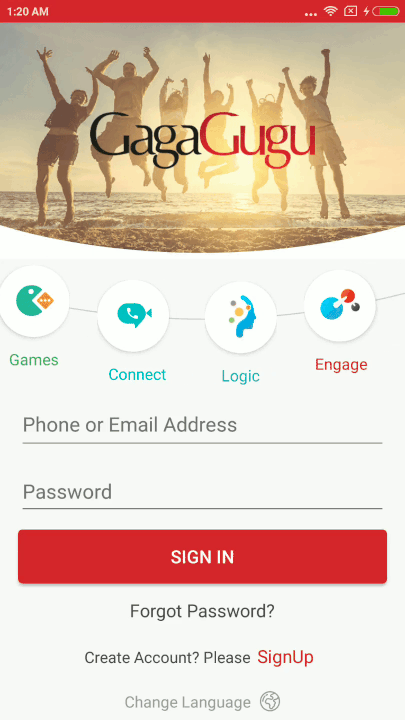 1:20 AM
GagaGugu
Games
Connect
Logic
Engage
Phone or Email Address
Password
SIGN IN
Forgot Password?
Create Account? Please SignUp
Change Language